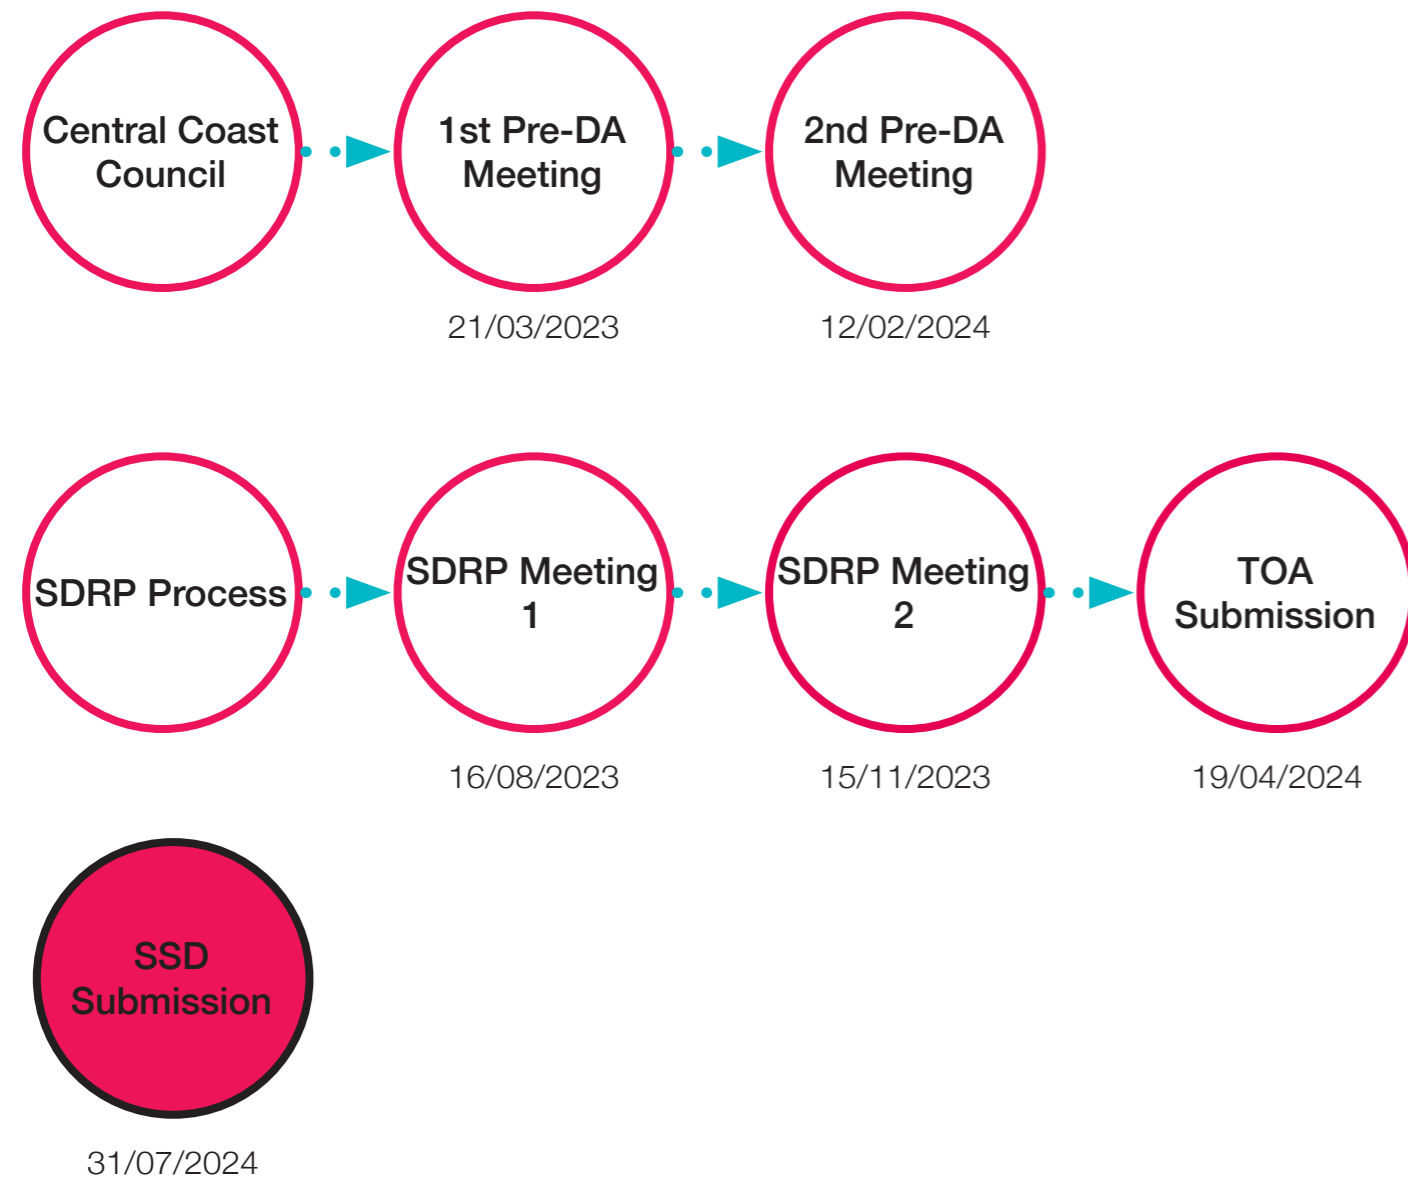 Central Coast
Council
1st Pre-DA
Meeting
2nd Pre-DA
Meeting
21/03/2023
12/02/2024
SDRP Process
SDRP Meeting
1
SDRP Meeting
2
TOA
Submission
16/08/2023
15/11/2023
19/04/2024
SSD
Submission
31/07/2024